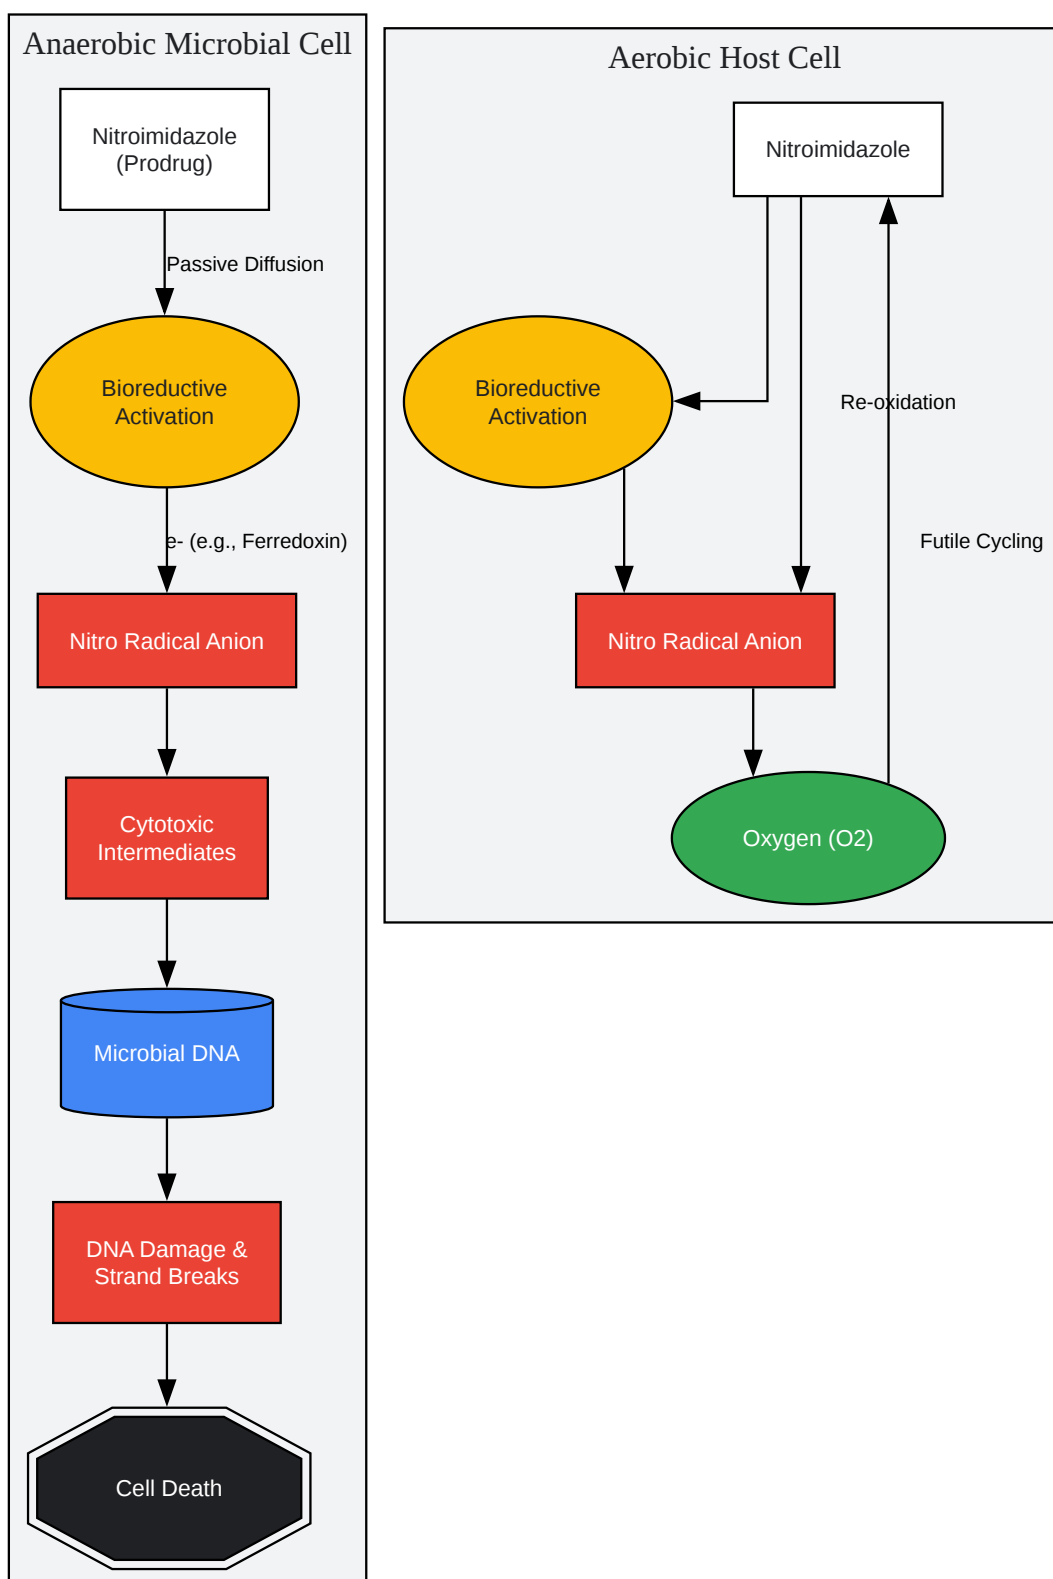 Anaerobic Microbial Cell
Nitroimidazole
(Prodrug)
Passive Diffusion
Bioreductive
Activation
e- (e.g., Ferredoxin)
Nitro Radical Anion
Cytotoxic
Intermediates
Microbial DNA
DNA Damage &
Strand Breaks
Cell Death
Aerobic Host Cell
Nitroimidazole
Bioreductive
Activation
Re-oxidation
Futile Cycling
Nitro Radical Anion
Oxygen (O2)